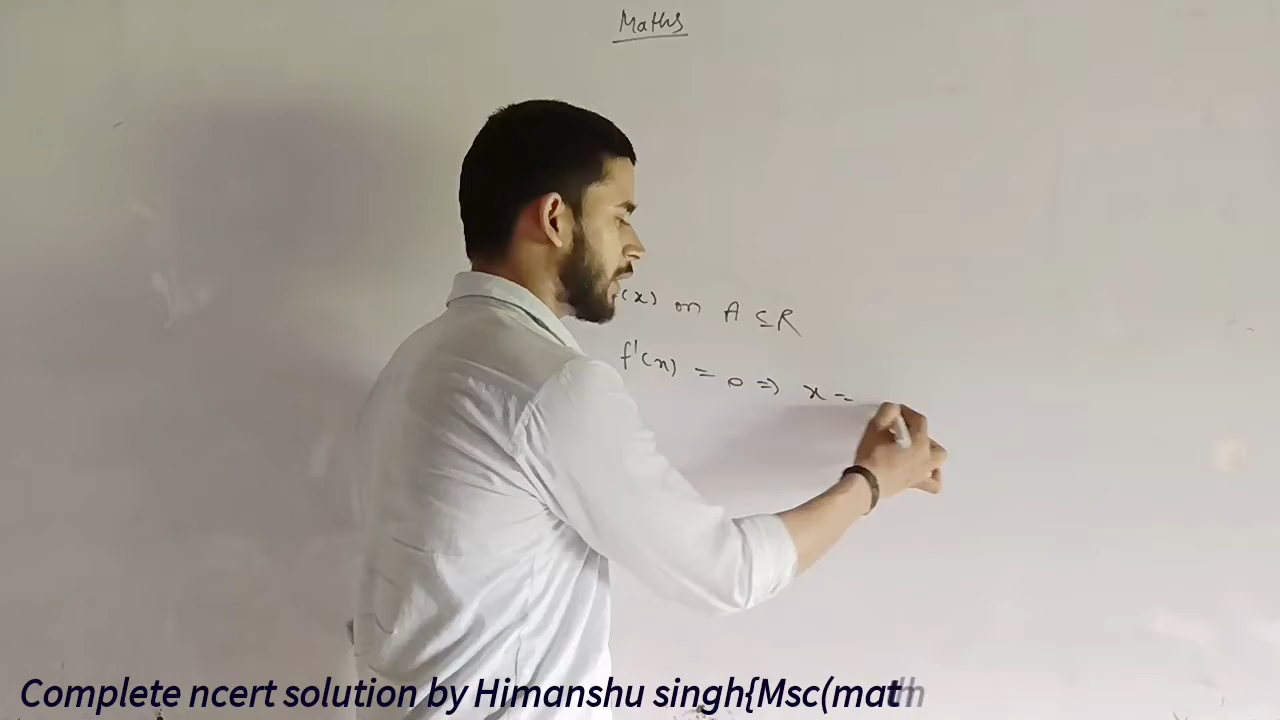 Maths
(x) on A ⊆ R
f'(x) = 0 ⇒ x =
Complete ncert solution by Himanshu singh{Msc(math